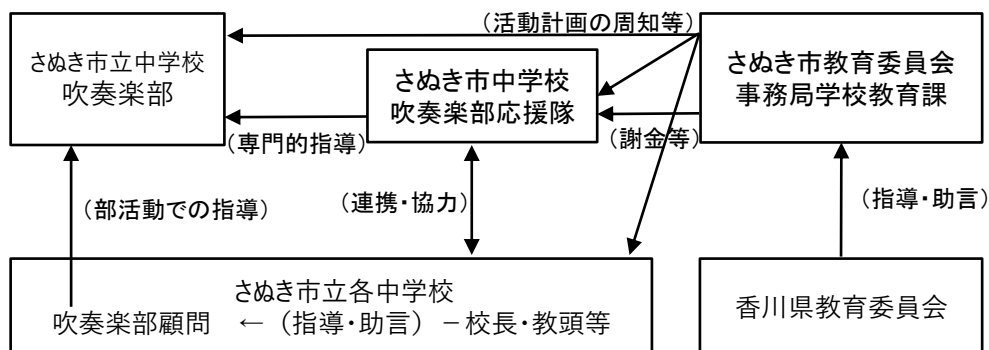 （活動計画の周知等）
さぬき市立中学校
吹奏楽部
さぬき市中学校
吹奏楽部応援隊
さぬき市教育委員会
事務局学校教育課
（専門的指導）
（謝金等）
（部活動での指導）
（連携・協力）
（指導・助言）
さぬき市立各中学校
吹奏楽部顧問 ←（指導・助言）－校長・教頭等
香川県教育委員会